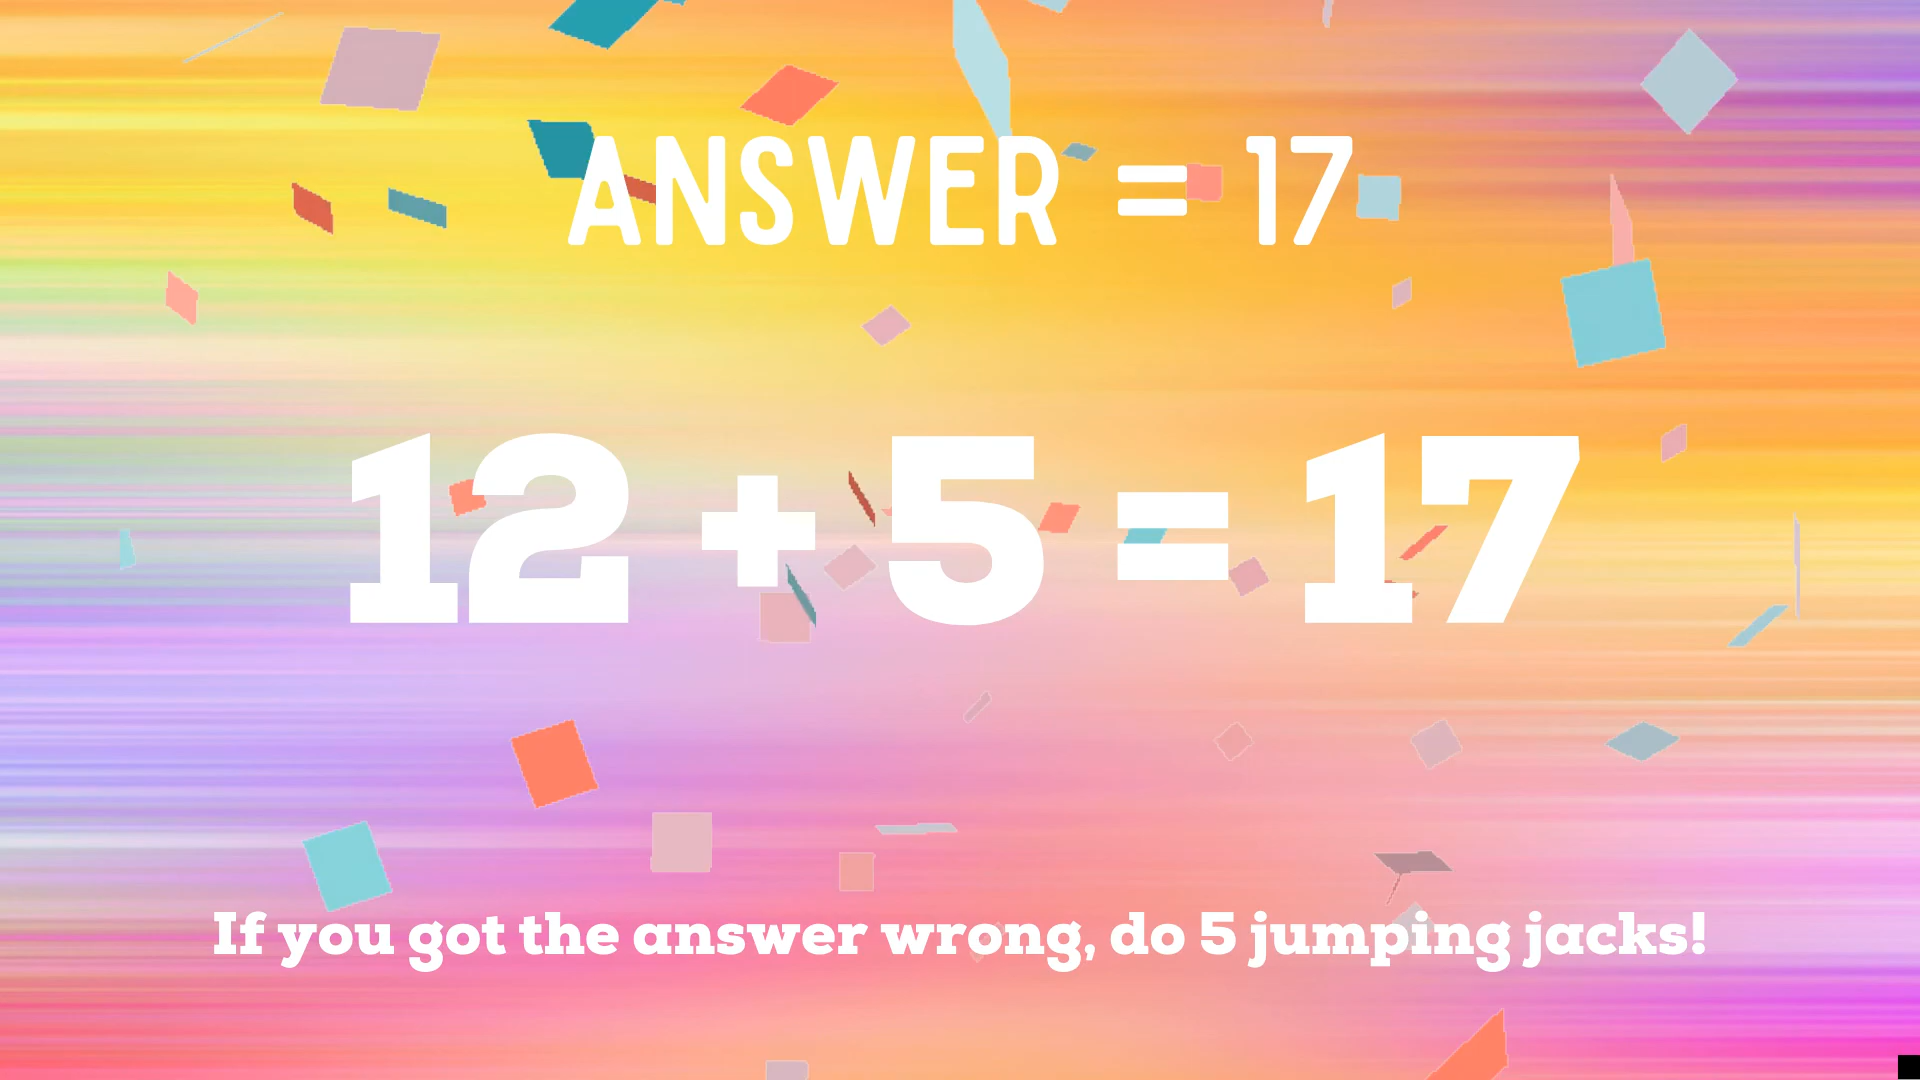 ANSWER = 17
12 + 5 = 17
If you got the answer wrong, do 5 jumping jacks!